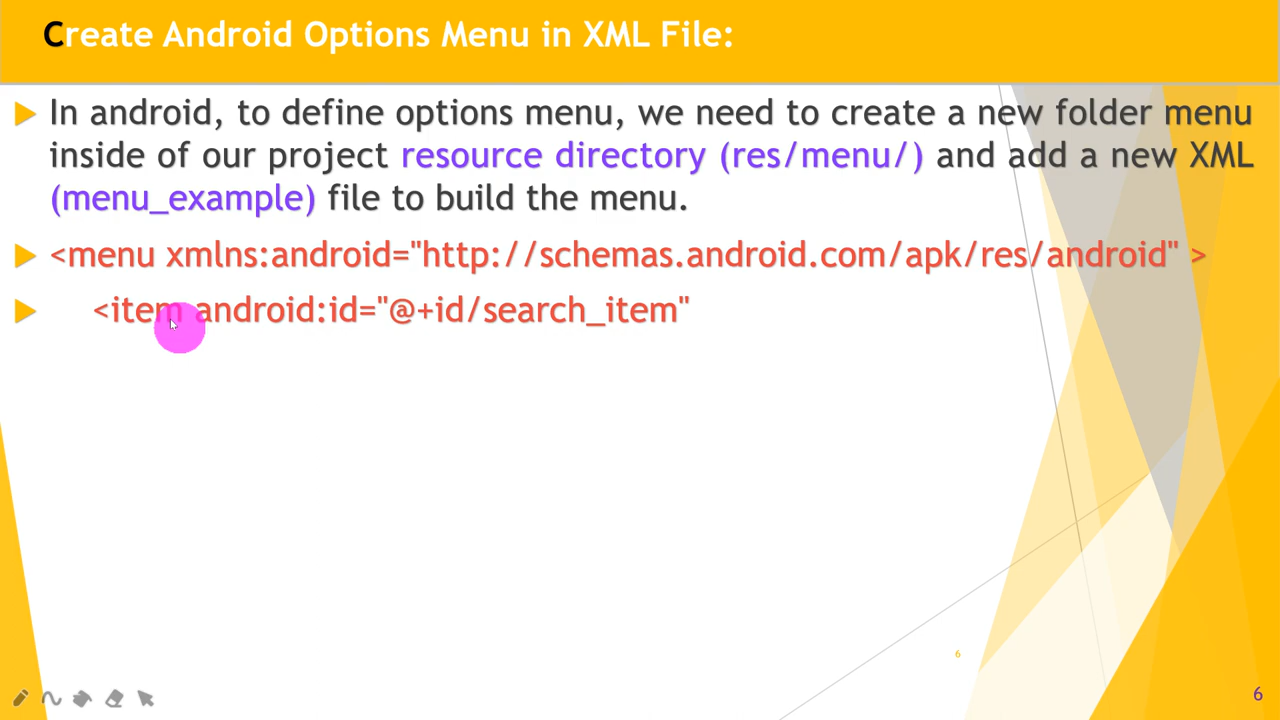 Create Android Options Menu in XML File:
In android, to define options menu, we need to create a new folder menu
inside of our project resource directory (res/menu/) and add a new XML
(menu_example) file to build the menu.
<menu xmlns:android="http://schemas.android.com/apk/res/android" >
<item android:id="@+id/search_item"
6
6